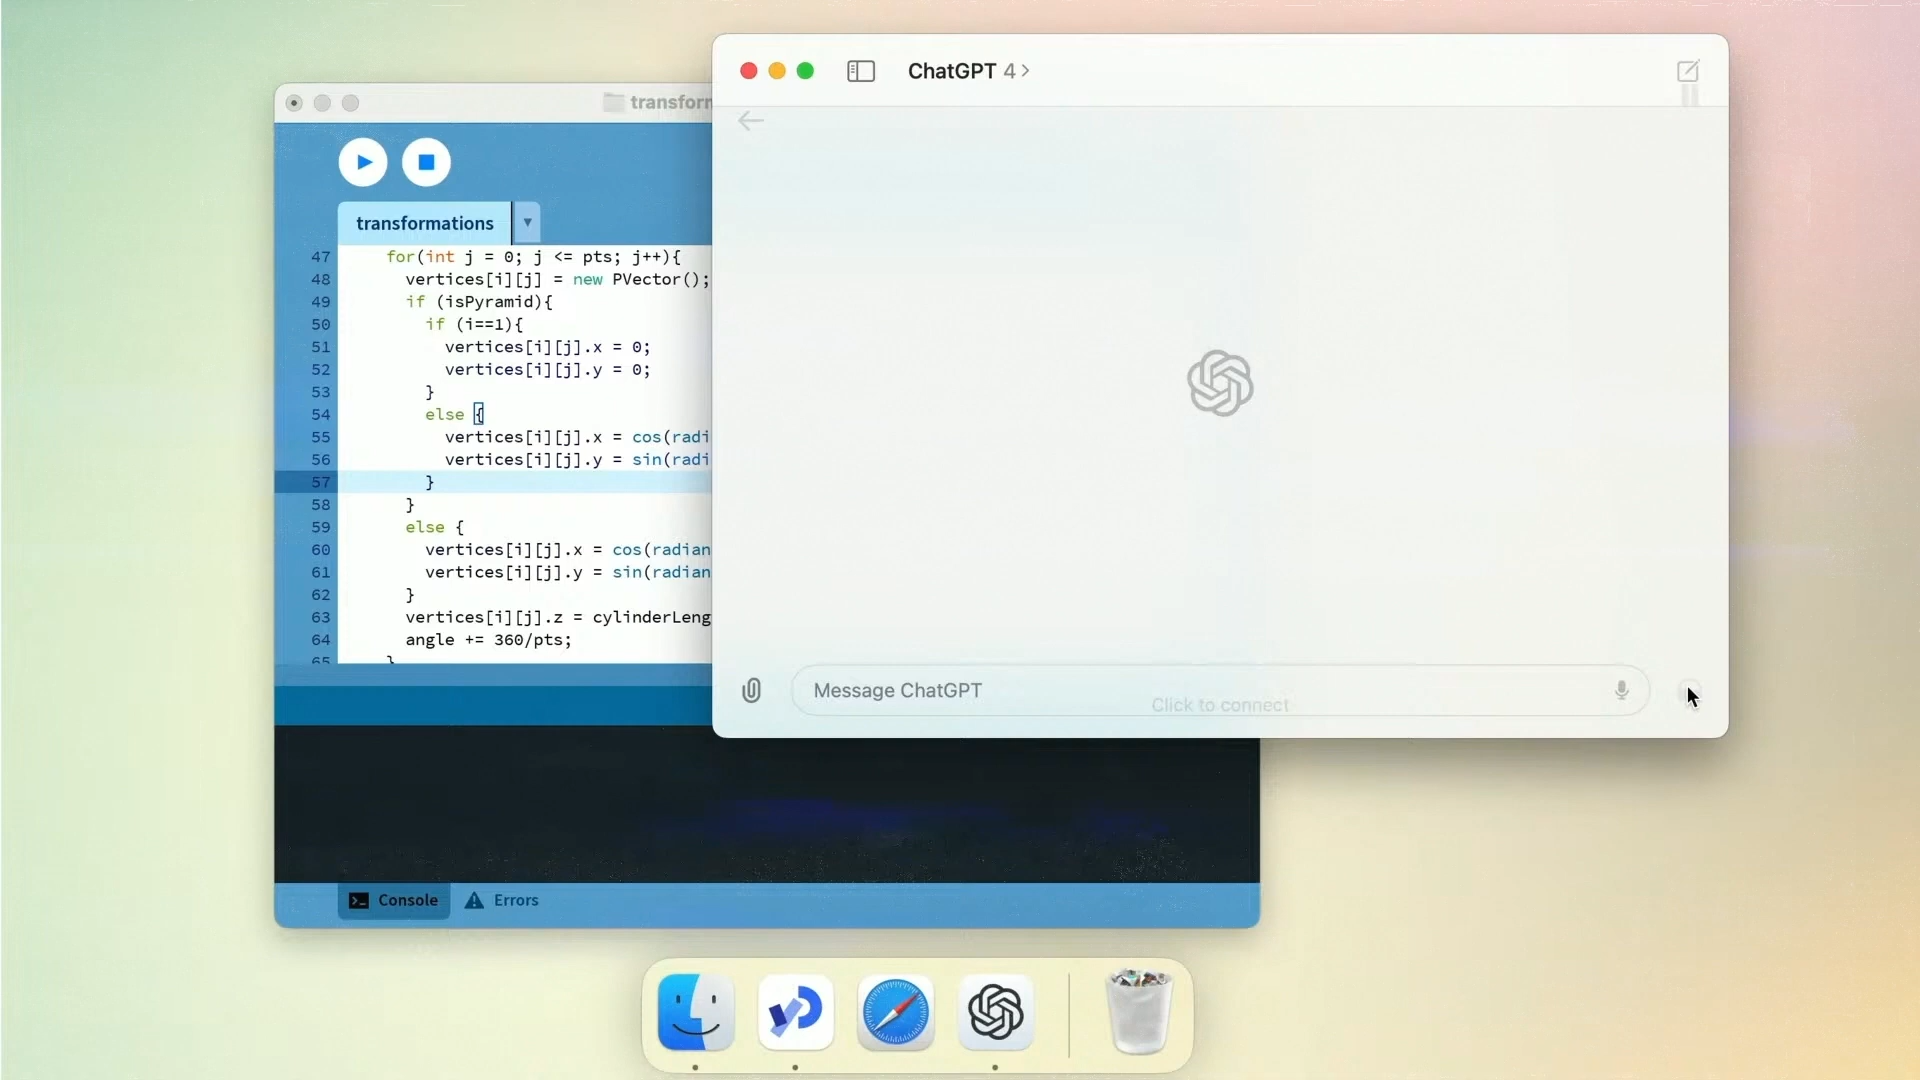 ChatGPT 4 >
transform
transformations
47 for(int j = 0; j <= pts; j++){
48 vertices[i][j] = new PVector();
49 if (isPyramid){
50 if (i==1){
51 vertices[i][j].x = 0;
52 vertices[i][j].y = 0;
53 }
54 else {
55 vertices[i][j].x = cos(radi
56 vertices[i][j].y = sin(radi
57 }
58 }
59 else {
60 vertices[i][j].x = cos(radian
61 vertices[i][j].y = sin(radian
62 }
63 vertices[i][j].z = cylinderLeng
64 angle += 360/pts;
65 }
Message ChatGPT
Click to connect
Console
Errors